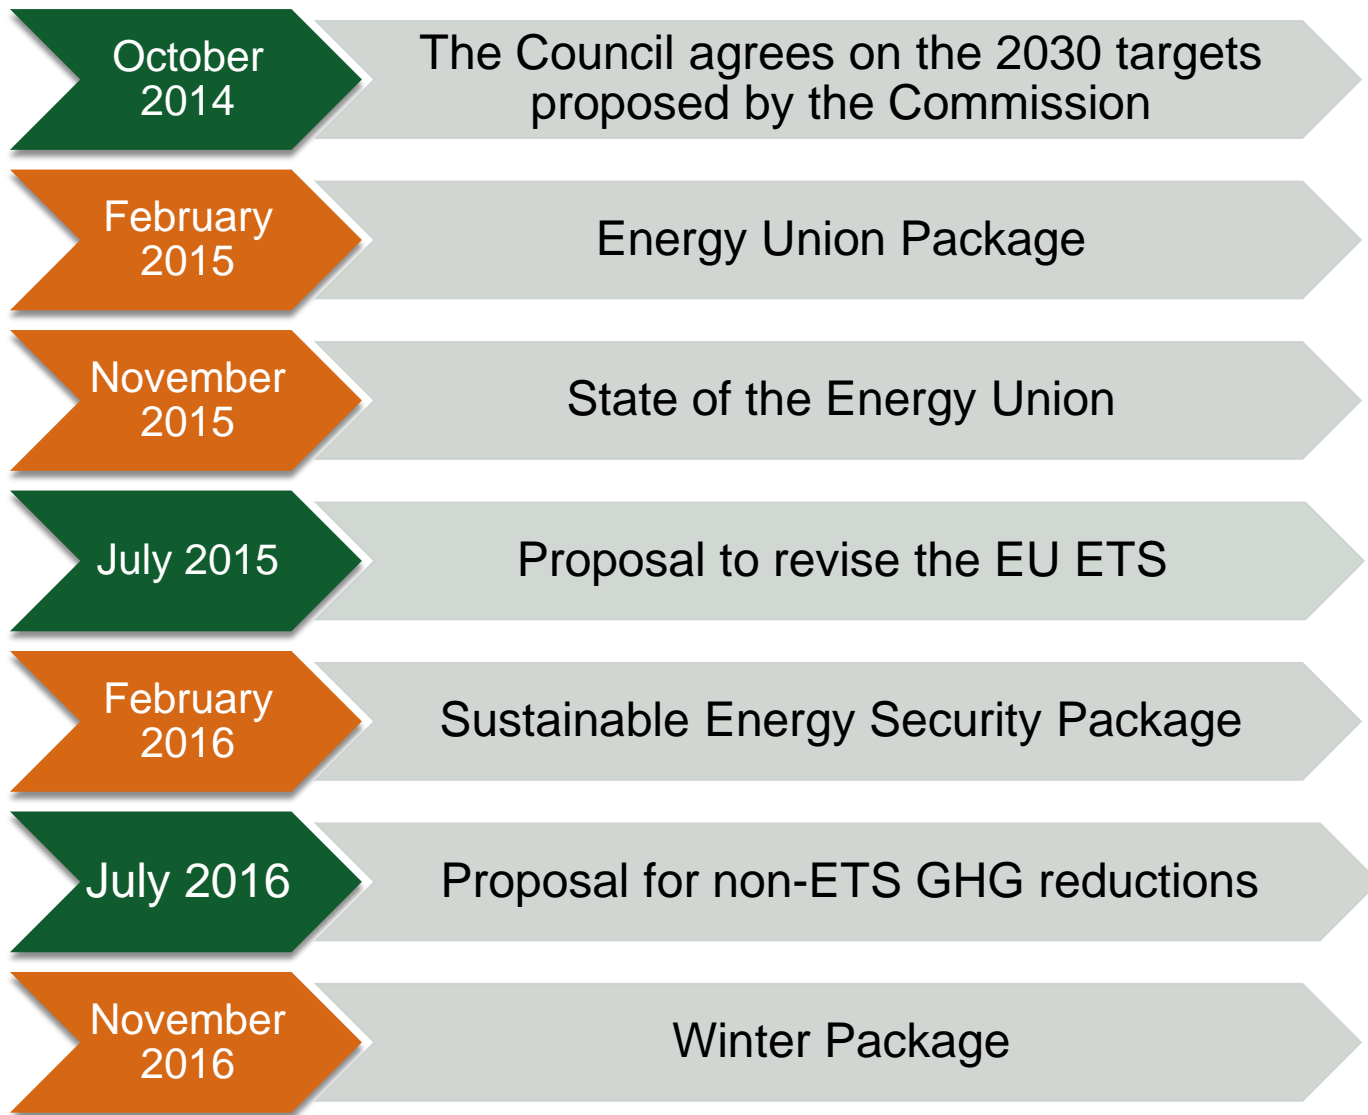 October
2014
The Council agrees on the 2030 targets
proposed by the Commission
February
2015
Energy Union Package
November
2015
State of the Energy Union
July 2015
Proposal to revise the EU ETS
February
2016
Sustainable Energy Security Package
July 2016
Proposal for non-ETS GHG reductions
November
2016
Winter Package